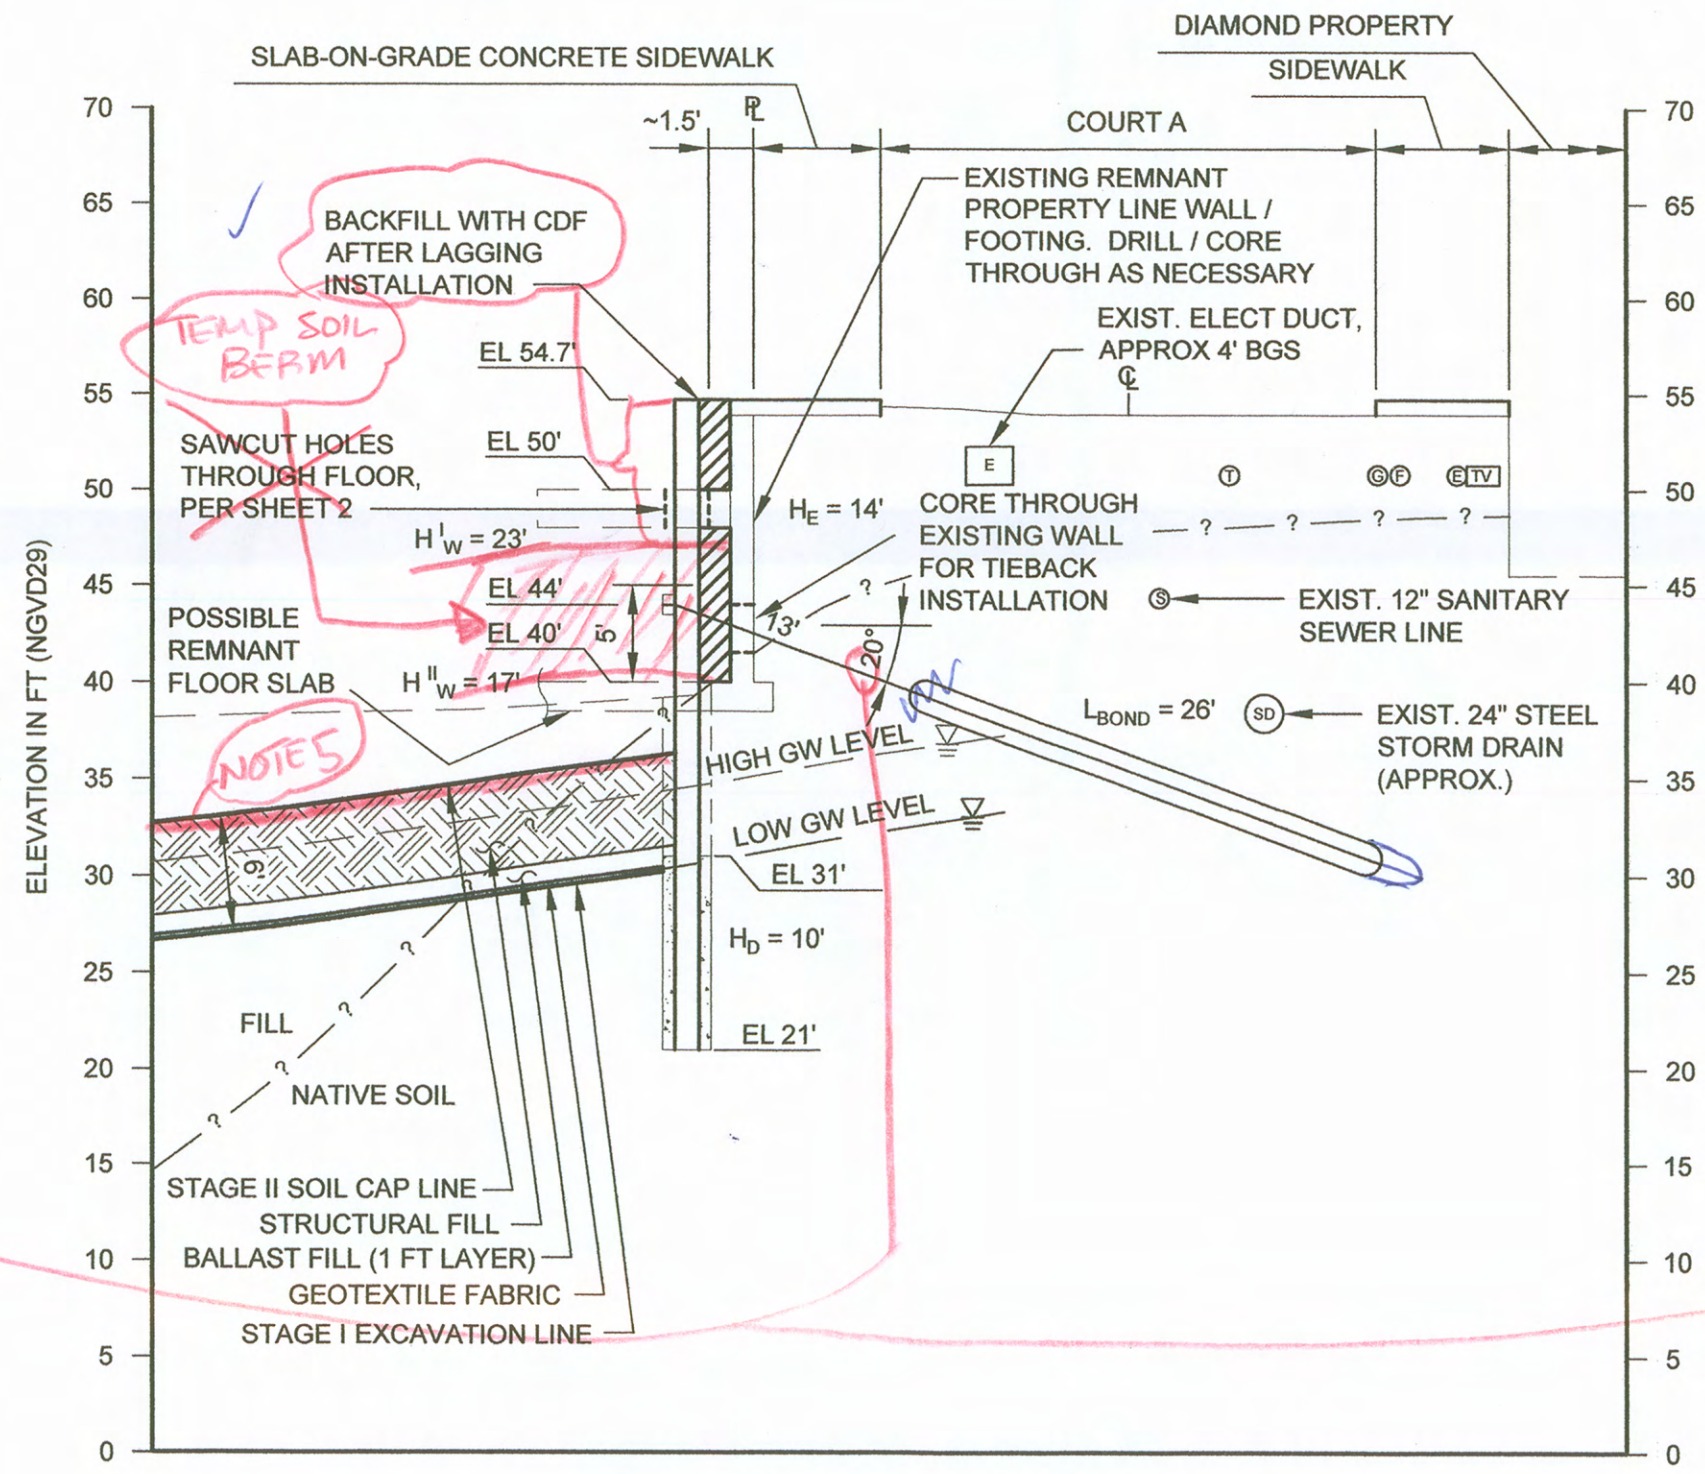 DIAMOND PROPERTY
SLAB-ON-GRADE CONCRETE SIDEWALK
SIDEWALK
~1.5'
PL
COURT A
70
65
60
55
50
45
40
35
30
25
20
15
10
5
0
ELEVATION IN FT (NGVD29)
70
65
60
55
50
45
40
35
30
25
20
15
10
5
0
BACKFILL WITH CDF
AFTER LAGGING
INSTALLATION
TEMP SOIL
BERM
EL 54.7'
EXISTING REMNANT
PROPERTY LINE WALL /
FOOTING. DRILL / CORE
THROUGH AS NECESSARY
EXIST. ELECT DUCT,
APPROX 4' BGS
CL
SAWCUT HOLES
THROUGH FLOOR,
PER SHEET 2
EL 50'
E
T
G
F
E
TV
H'W = 23'
HE = 14'
CORE THROUGH
EXISTING WALL
FOR TIEBACK
INSTALLATION
? ? ? ?
EL 44'
EL 40'
5'
13'
?
20°
S
EXIST. 12" SANITARY
SEWER LINE
POSSIBLE
REMNANT
FLOOR SLAB
H"W = 17'
LBOND = 26'
SD
EXIST. 24" STEEL
STORM DRAIN
(APPROX.)
NOTE 5
HIGH GW LEVEL
LOW GW LEVEL
6'
EL 31'
HD = 10'
EL 21'
FILL
NATIVE SOIL
? ? ? ? ? ? ?
STAGE II SOIL CAP LINE
STRUCTURAL FILL
BALLAST FILL (1 FT LAYER)
GEOTEXTILE FABRIC
STAGE I EXCAVATION LINE